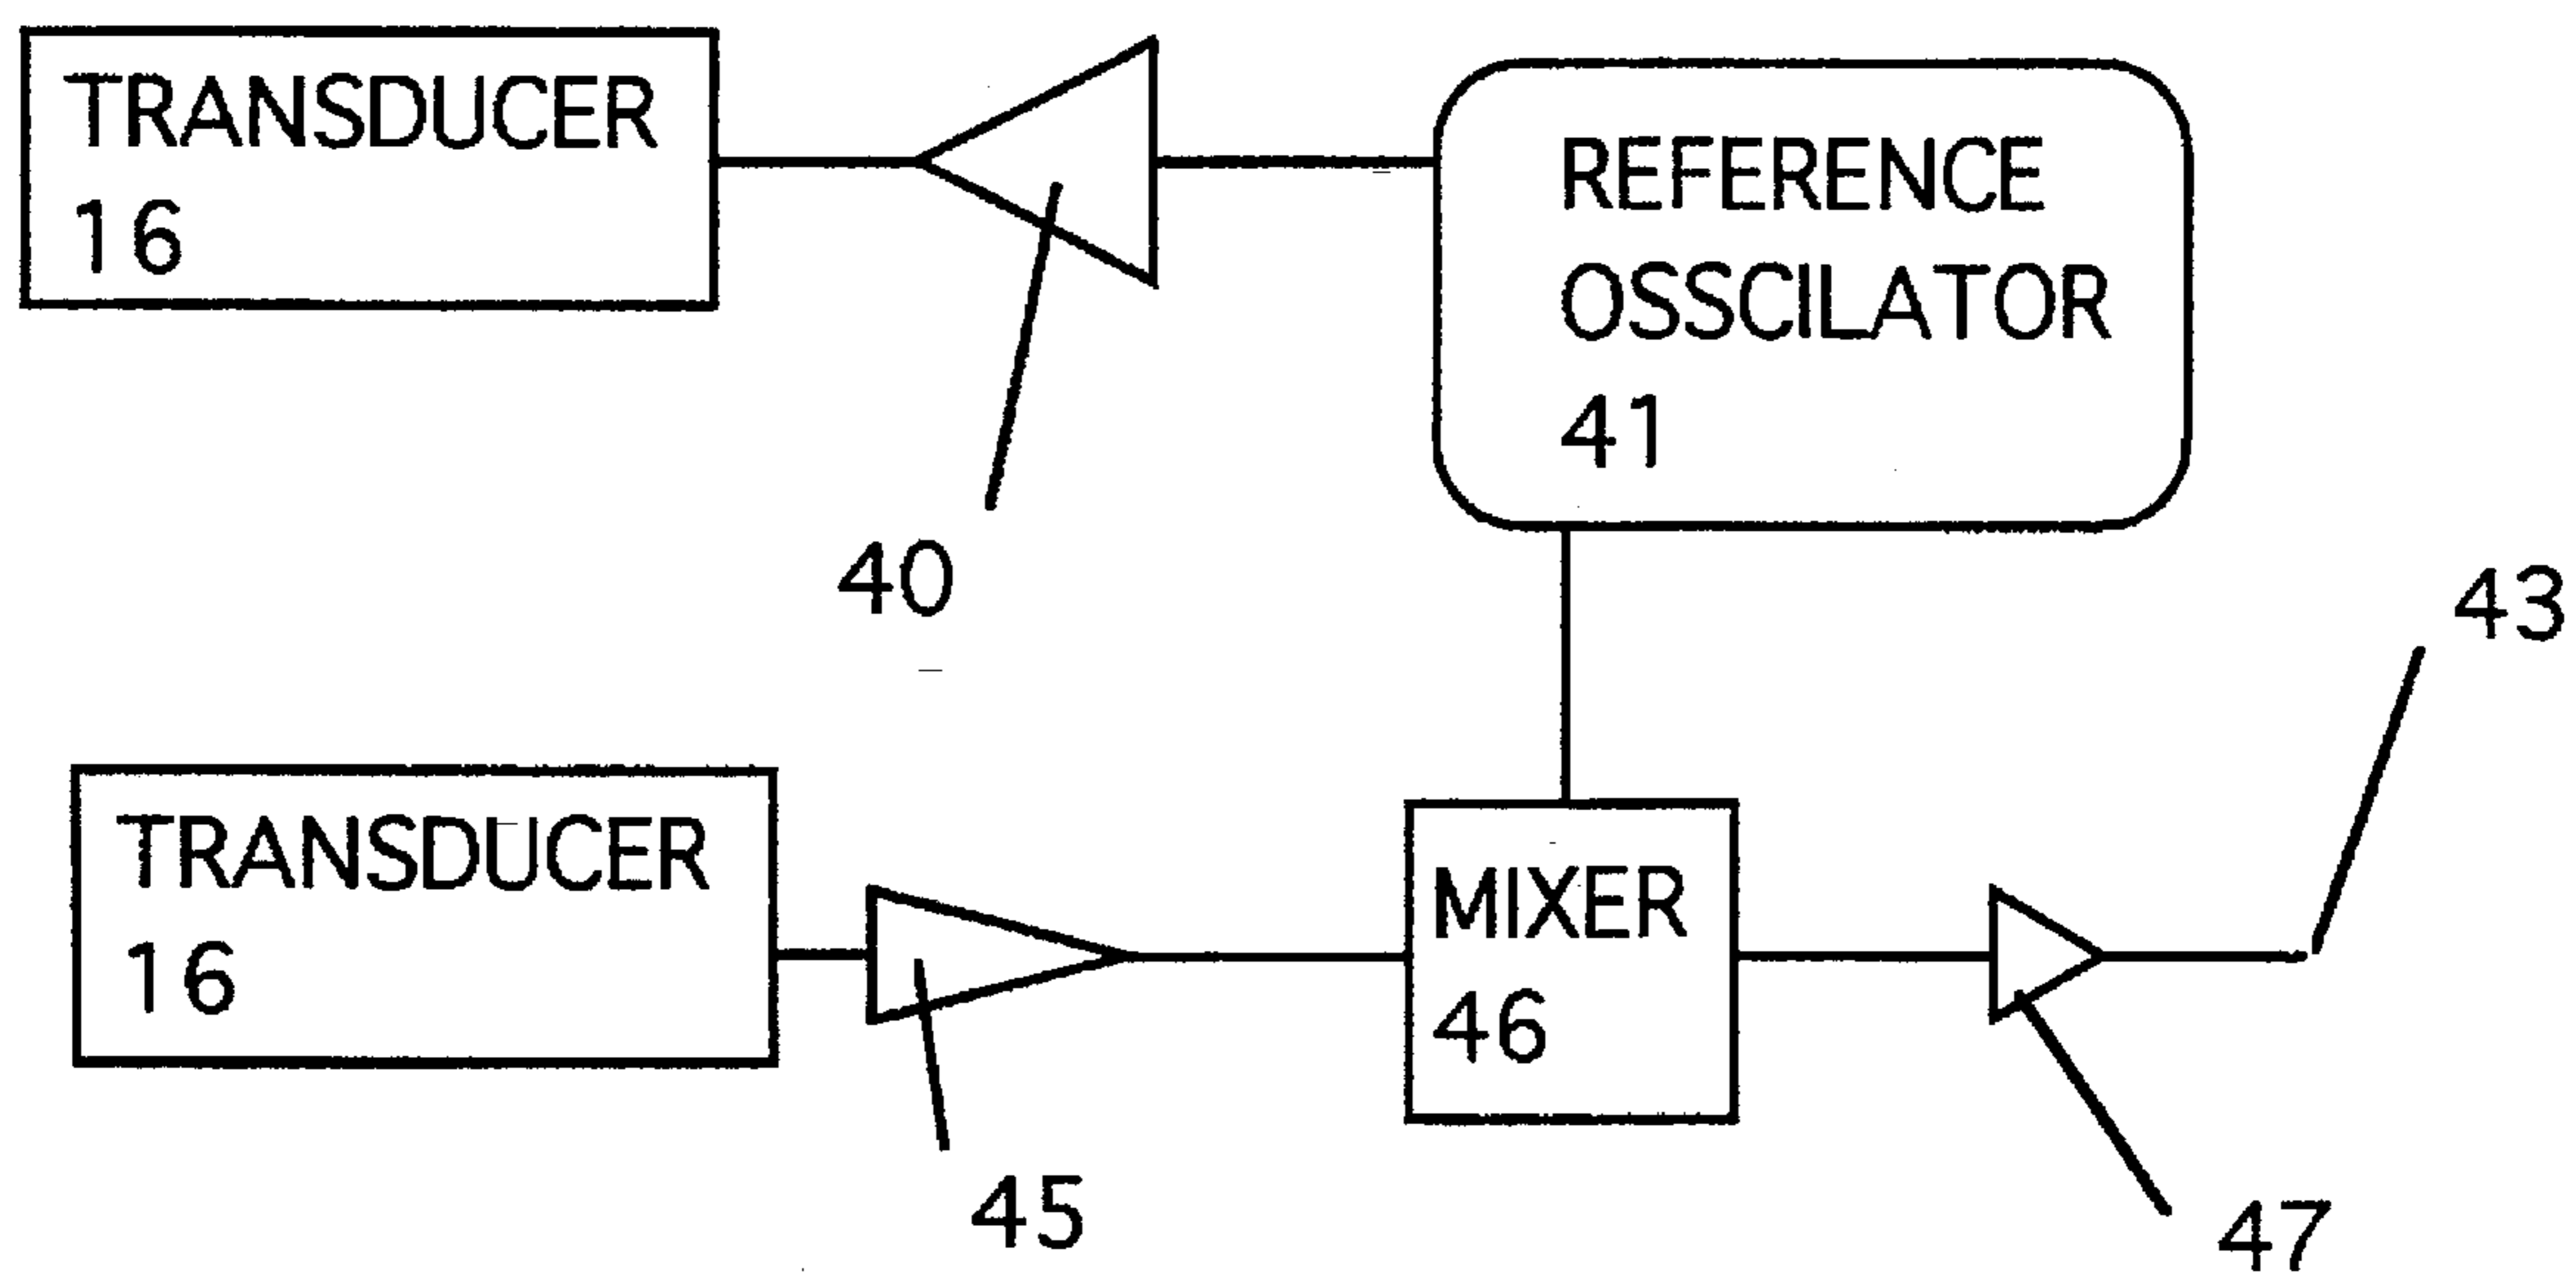 TRANSDUCER
16
REFERENCE
OSSCILATOR
41
40
43
TRANSDUCER
16
MIXER
46
45
47